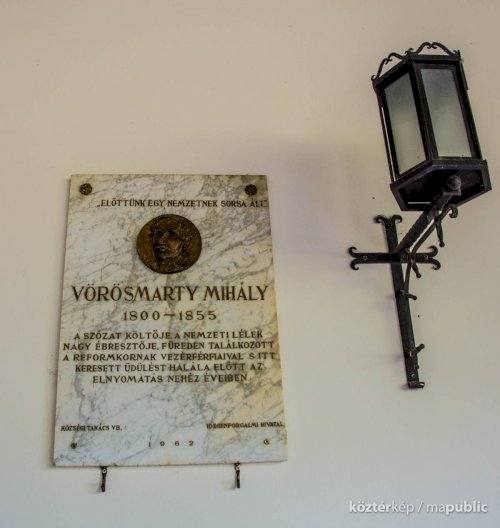 „ELŐTTÜNK EGY NEMZETNEK SORSA ÁLL"
VÖRÖSMARTY MIHÁLY
1800-1855
A SZÓZAT KÖLTŐJE, A NEMZETI LÉLEK
NAGY ÉBRESZTŐJE, FÜREDEN TALÁLKOZOTT
A REFORMKORNAK VEZÉRFÉRFIAIVAL S ITT
KERESETT ÜDÜLÉST HALÁLA ELŐTT AZ
ELNYOMÁTÁS NEHÉZ ÉVEIBEN.
KÖZSÉGI TANÁCS VB. IDEGENFORGALMI HIVATAL
1962
köztérkép / mapublic